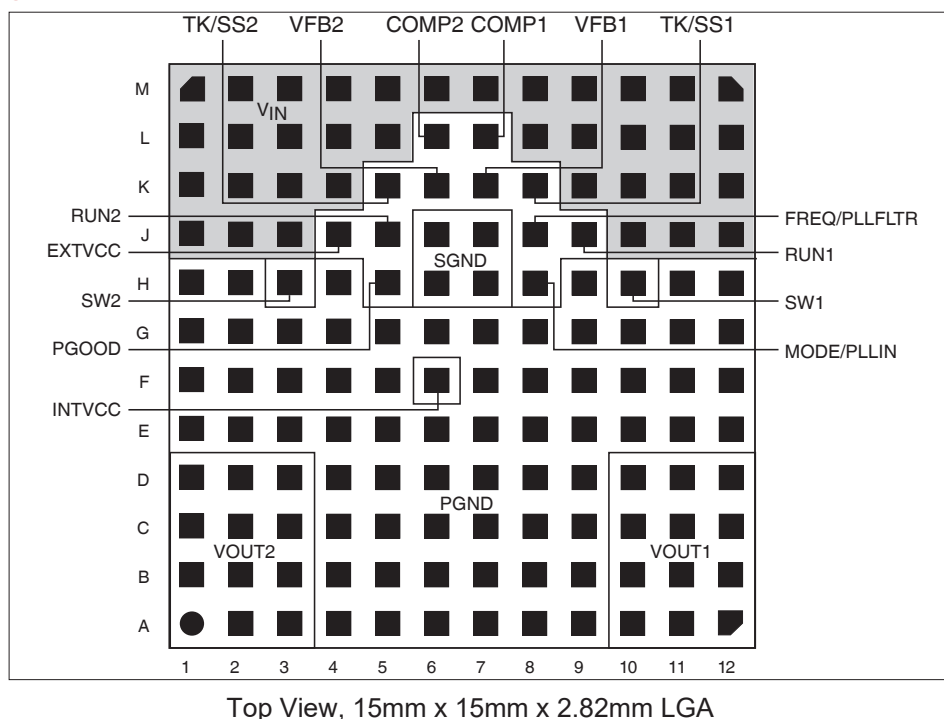 TK/SS2 VFB2 COMP2 COMP1 VFB1 TK/SS1
M
VIN
L
K
RUN2
FREQ/PLLFLTR
J
EXTVCC
SGND
RUN1
H
SW2
SW1
G
PGOOD
MODE/PLLIN
F
INTVCC
E
D
PGND
C
VOUT2
VOUT1
B
A
1 2 3 4 5 6 7 8 9 10 11 12
Top View, 15mm x 15mm x 2.82mm LGA